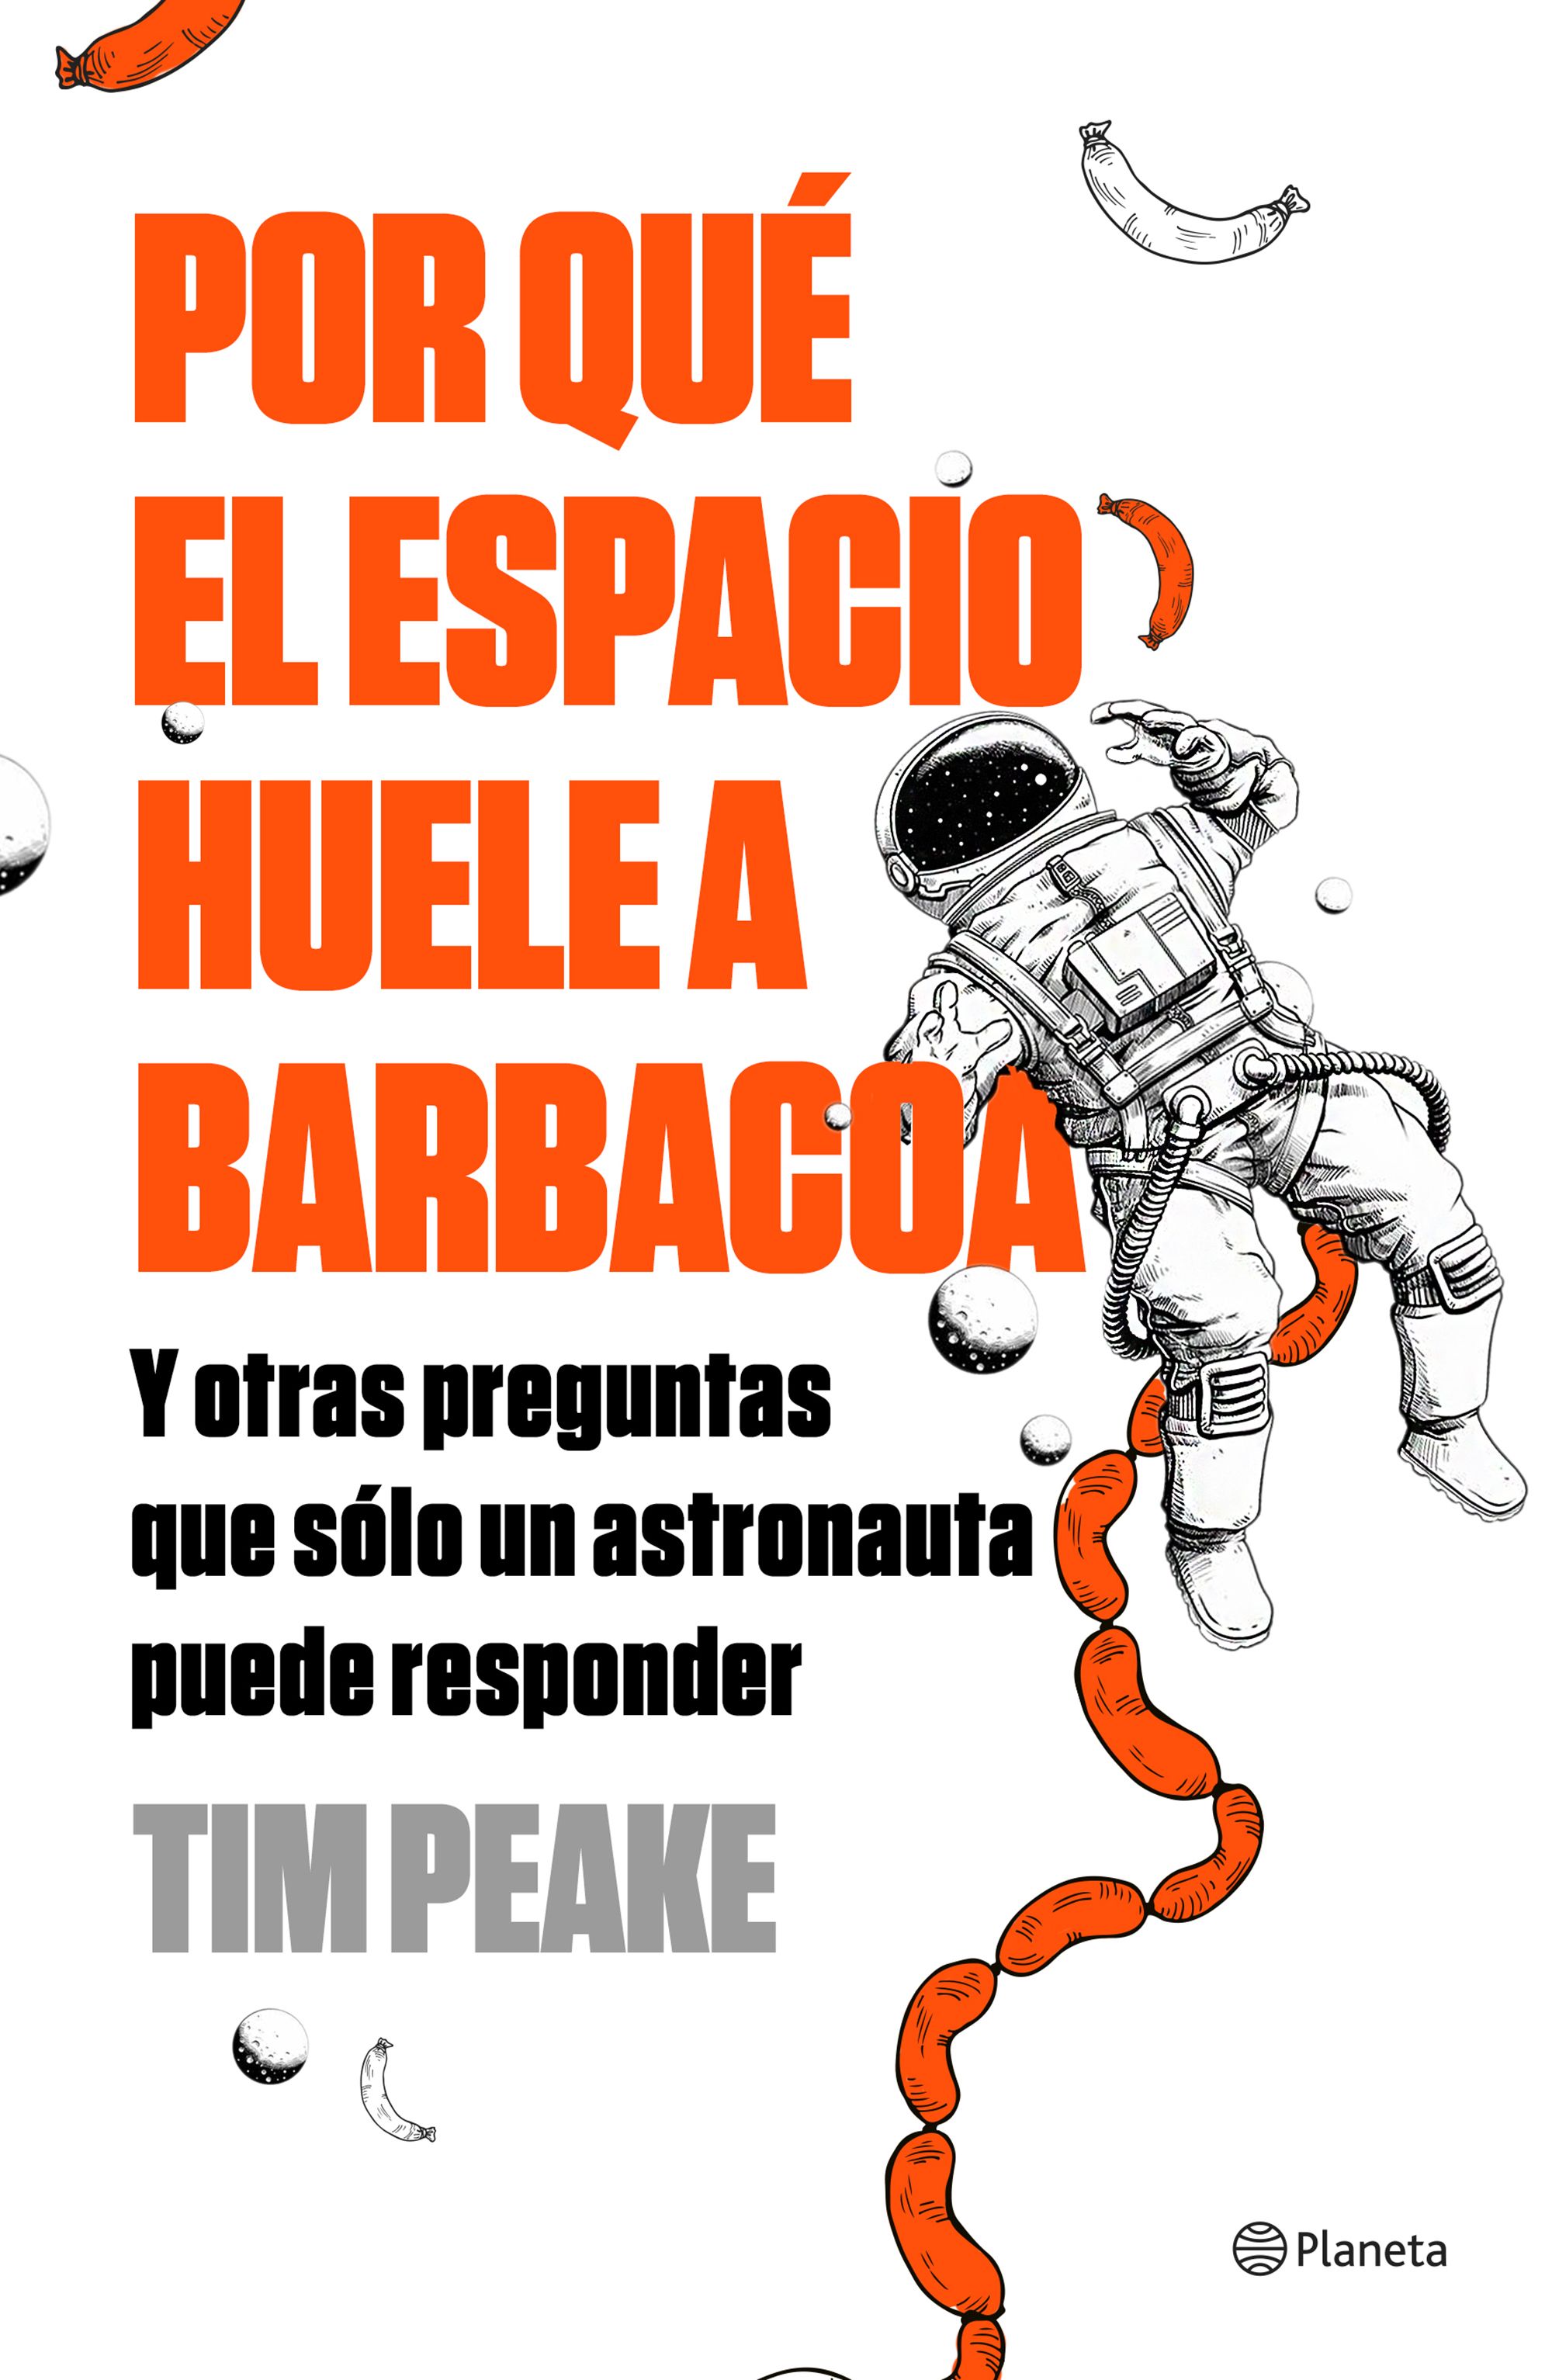 POR QUÉ
EL ESPACIO
HUELE A
BARBACOA
Y otras preguntas
que sólo un astronauta
puede responder
TIM PEAKE
Planeta